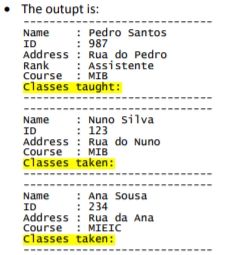 • The outupt is:
-----------------------------
Name    : Pedro Santos
ID      : 987
Address : Rua do Pedro
Rank    : Assistente
Course  : MIB
Classes taught:
-----------------------------
-----------------------------
Name    : Nuno Silva
ID      : 123
Address : Rua do Nuno
Course  : MIB
Classes taken:
-----------------------------
-----------------------------
Name    : Ana Sousa
ID      : 234
Address : Rua da Ana
Course  : MIEIC
Classes taken:
-----------------------------